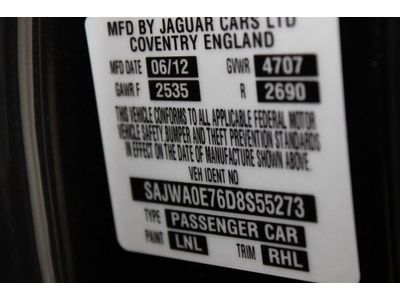 MFD BY JAGUAR CARS LTD
COVENTRY ENGLAND
MFD DATE 06/12 GVWR 4707
GAWR F 2535 R 2690
THIS VEHICLE CONFORMS TO ALL APPLICABLE FEDERAL MOTOR
VEHICLE SAFETY BUMPER AND THEFT PREVENTION STANDARDS
IN EFFECT ON THE DATE OF MANUFACTURE SHOWN ABOVE.
VEH IDENT NO
SAJWA0E76D8S55273
TYPE PASSENGER CAR
PAINT LNL TRIM RHL